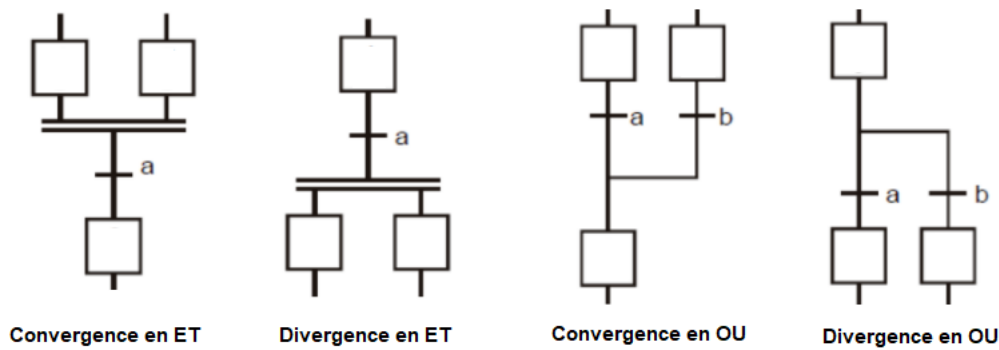 a
a
a
b
a
b
Convergence en ET
Divergence en ET
Convergence en OU
Divergence en OU